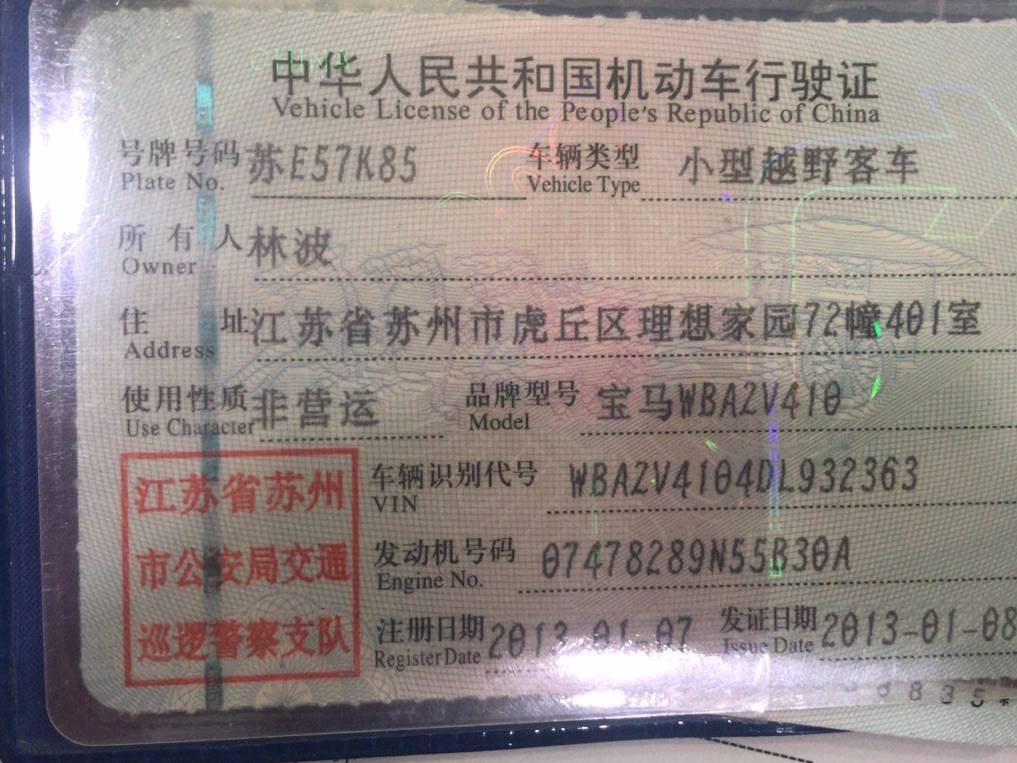 中华人民共和国机动车行驶证
Vehicle License of the People's Republic of China
号牌号码 苏E57K85 车辆类型 小型越野客车
Plate No. Vehicle Type
所有人 林波
Owner
住址 江苏省苏州市虎丘区理想家园72幢401室
Address
使用性质 非营运 品牌型号 宝马WBAZV410
Use Character Model
江苏省苏州
市公安局交通
巡逻警察支队
车辆识别代号 WBAZV4104DL932363
VIN
发动机号码 07478289N55B30A
Engine No.
注册日期 2013-01-07 发证日期 2013-01-08
Register Date Issue Date